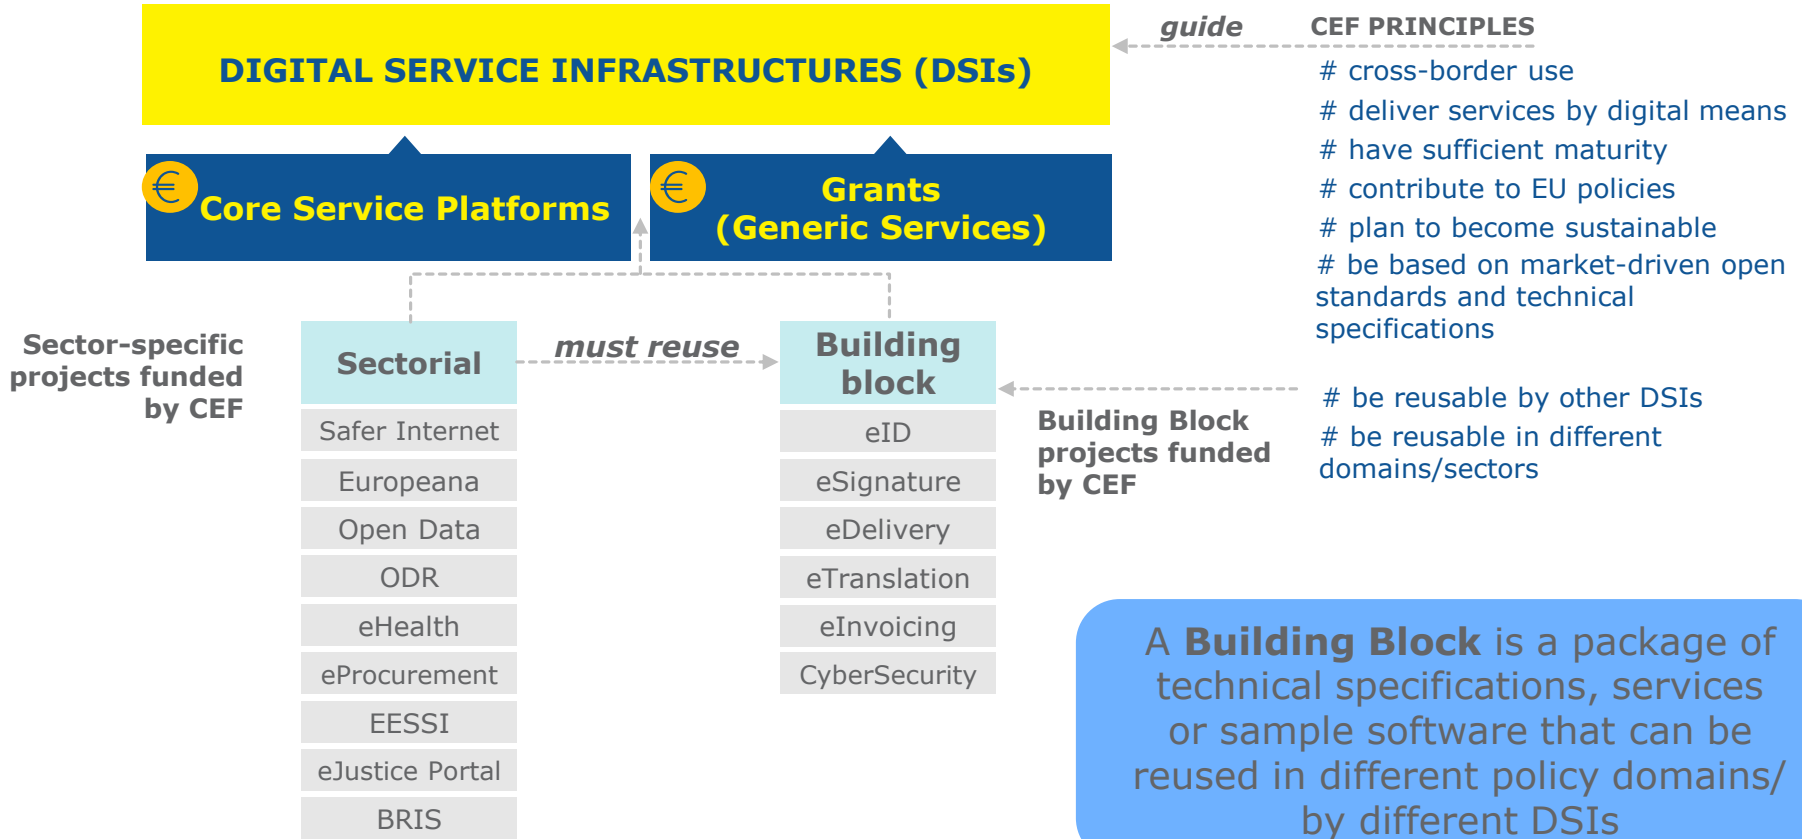 DIGITAL SERVICE INFRASTRUCTURES (DSIs)
€
Core Service Platforms
€
Grants
(Generic Services)
guide
CEF PRINCIPLES
# cross-border use
# deliver services by digital means
# have sufficient maturity
# contribute to EU policies
# plan to become sustainable
# be based on market-driven open
standards and technical
specifications
# be reusable by other DSIs
# be reusable in different
domains/sectors
Sector-specific
projects funded
by CEF
Sectorial
must reuse
Building
block
Building Block
projects funded
by CEF
Safer Internet
Europeana
Open Data
ODR
eHealth
eProcurement
EESSI
eJustice Portal
BRIS
eID
eSignature
eDelivery
eTranslation
eInvoicing
CyberSecurity
A Building Block is a package of
technical specifications, services
or sample software that can be
reused in different policy domains/
by different DSIs